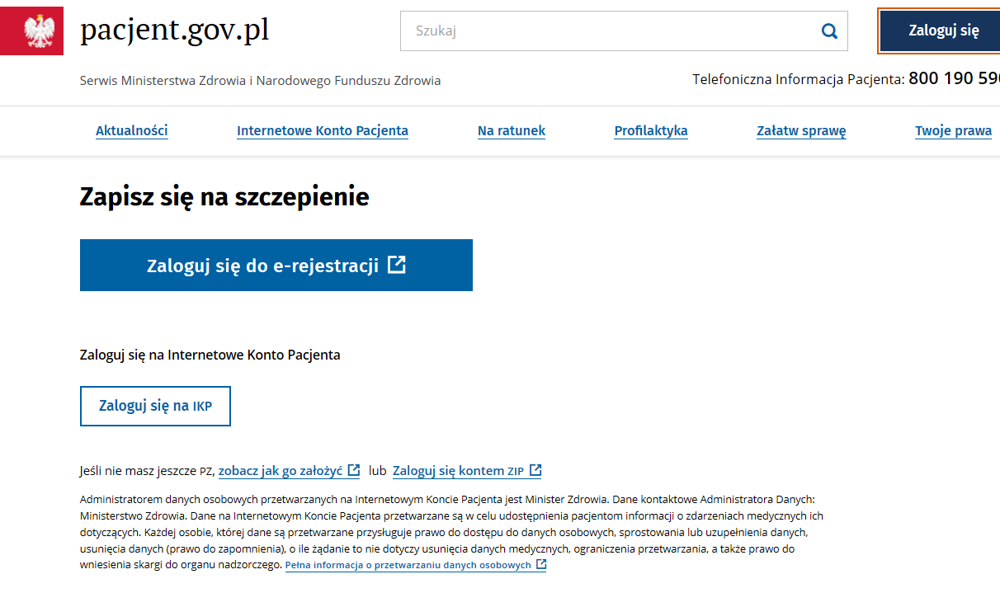 pacjent.gov.pl
Szukaj
Zaloguj się
Serwis Ministerstwa Zdrowia i Narodowego Funduszu Zdrowia
Telefoniczna Informacja Pacjenta: 800 190 590
Aktualności
Internetowe Konto Pacjenta
Na ratunek
Profilaktyka
Załatw sprawę
Twoje prawa
Zapisz się na szczepienie
Zaloguj się do e-rejestracji
Zaloguj się na Internetowe Konto Pacjenta
Zaloguj się na IKP
Jeśli nie masz jeszcze PZ, zobacz jak go założyć lub Zaloguj się kontem ZIP
Administratorem danych osobowych przetwarzanych na Internetowym Koncie Pacjenta jest Minister Zdrowia. Dane kontaktowe Administratora Danych:
Ministerstwo Zdrowia. Dane na Internetowym Koncie Pacjenta przetwarzane są w celu udostępnienia pacjentom informacji o zdarzeniach medycznych ich
dotyczących. Każdej osobie, której dane są przetwarzane przysługuje prawo do dostępu do danych osobowych, sprostowania lub uzupełnienia danych,
usunięcia danych (prawo do zapomnienia), o ile żądanie to nie dotyczy usunięcia danych medycznych, ograniczenia przetwarzania, a także prawo do
wniesienia skargi do organu nadzorczego. Pełna informacja o przetwarzaniu danych osobowych